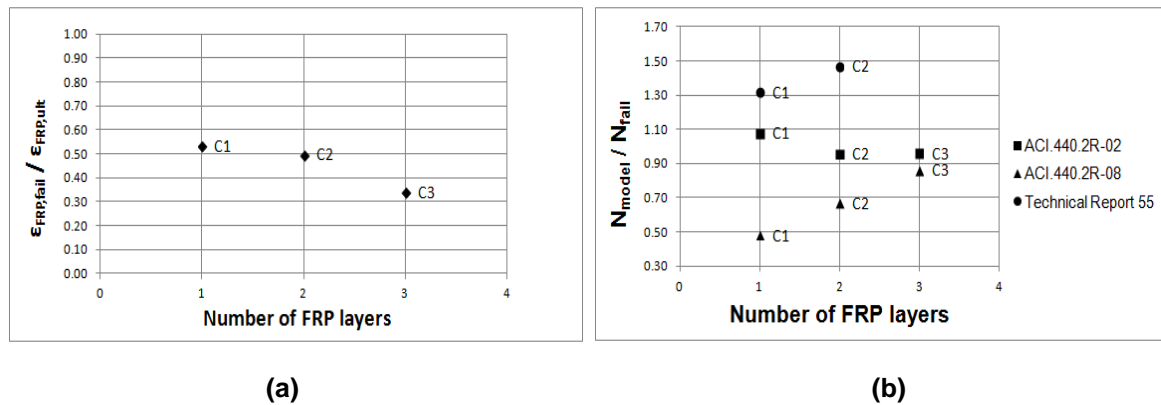 εFRP,fail / εFRP,ult
1.00
0.90
0.80
0.70
0.60
0.50
0.40
0.30
0.20
0.10
0.00
C1
C2
C3
0 1 2 3 4
Number of FRP layers
(a)
Nmodel / Nfail
1.70
1.50
1.30
1.10
0.90
0.70
0.50
0.30
C2
C1
C1
C2
C3
C3
C2
C1
0 1 2 3 4
Number of FRP layers
ACI.440.2R-02
ACI.440.2R-08
Technical Report 55
(b)